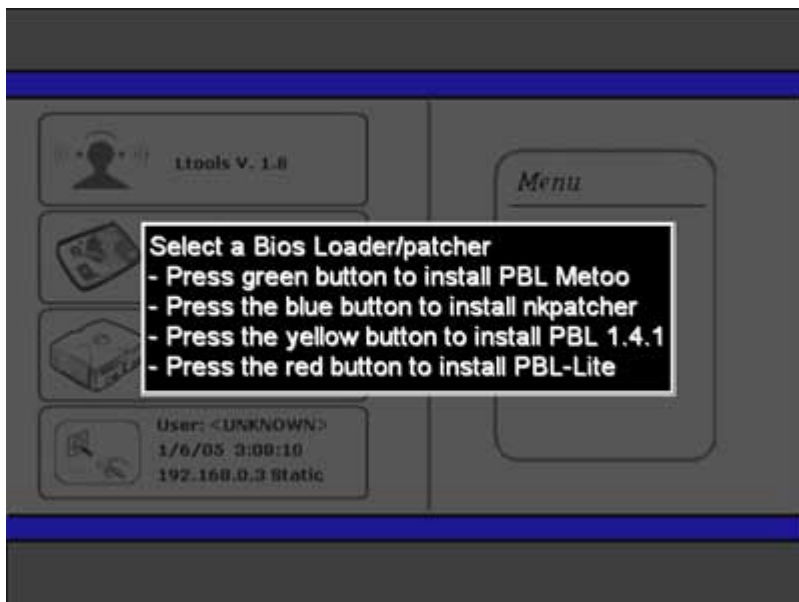 Ltools V. 1.8
Menu
Select a Bios Loader/patcher
- Press green button to install PBL Metoo
- Press the blue button to install nkpatcher
- Press the yellow button to install PBL 1.4.1
- Press the red button to install PBL-Lite
User: <UNKNOWN>
1/6/05 3:08:10
192.168.0.3 Static